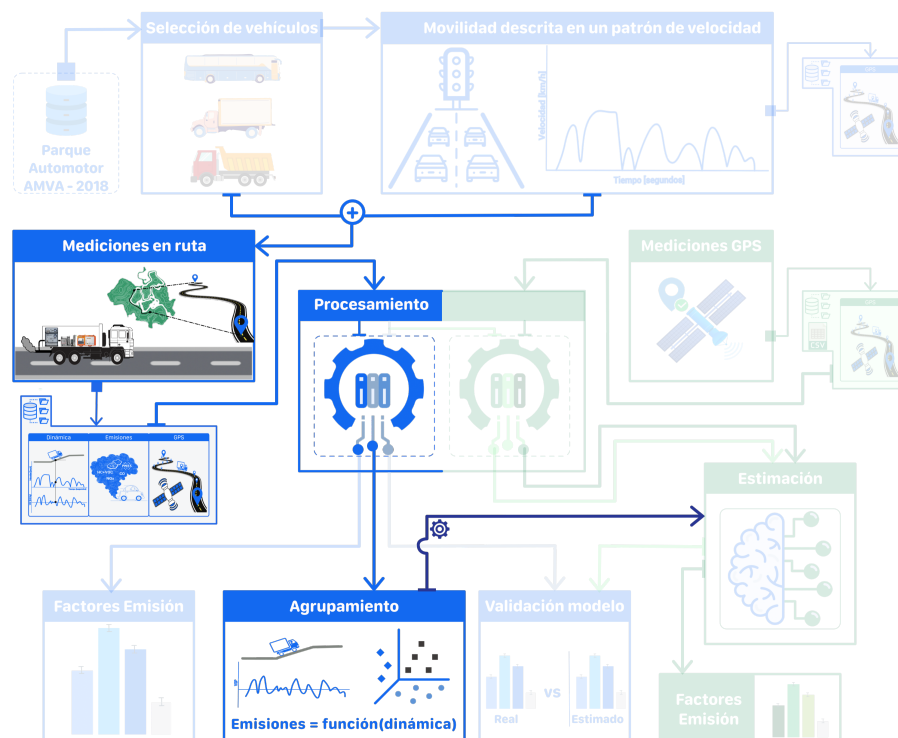 Selección de vehículos
Movilidad descrita en un patrón de velocidad
Parque
Automotor
AMVA - 2018
Velocidad [km/h]
Tiempo [segundos]
GPS
Mediciones en ruta
Mediciones GPS
Procesamiento
GPS
Dinámica
Emisiones
GPS
Estimación
Factores Emisión
Agrupamiento
Validación modelo
Emisiones = función(dinámica)
Real
vs
Estimado
Factores
Emisión